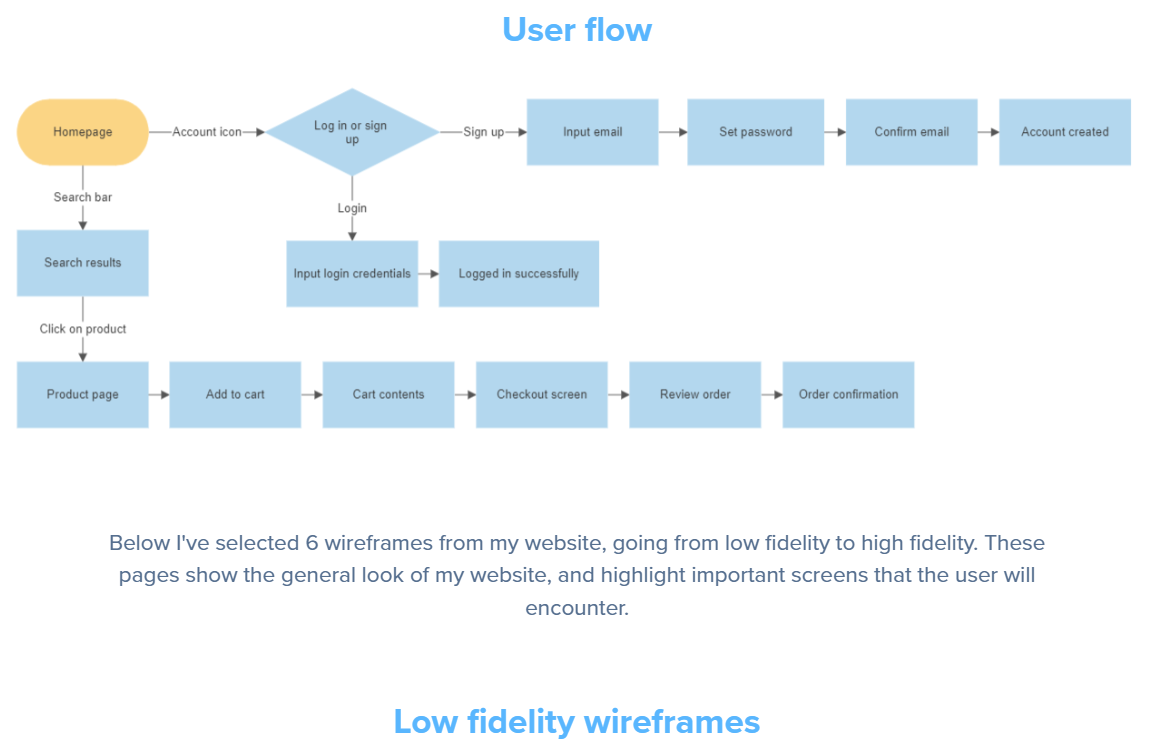 User flow
Homepage
Account icon
Log in or sign
up
Sign up
Input email
Set password
Confirm email
Account created
Search bar
Login
Search results
Input login credentials
Logged in successfully
Click on product
Product page
Add to cart
Cart contents
Checkout screen
Review order
Order confirmation
Below I've selected 6 wireframes from my website, going from low fidelity to high fidelity. These
pages show the general look of my website, and highlight important screens that the user will
encounter.
Low fidelity wireframes